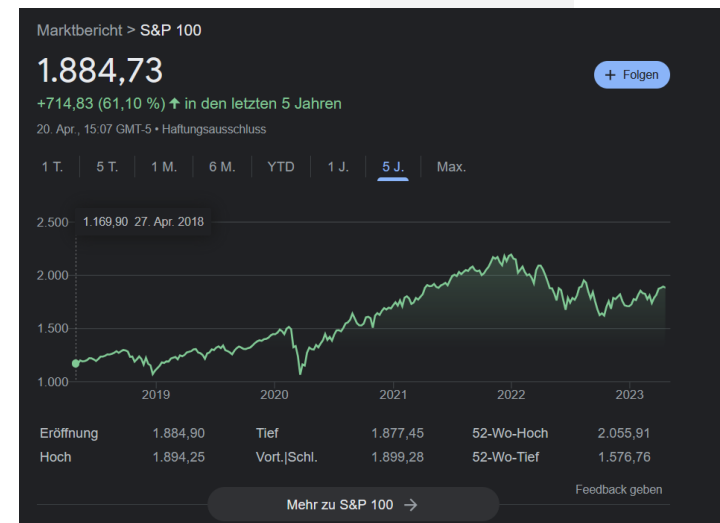 Marktbericht > S&P 100
1.884,73
+ Folgen
+714,83 (61,10 %) ↑ in den letzten 5 Jahren
20. Apr., 15:07 GMT-5 • Haftungsausschluss
1 T. 5 T. 1 M. 6 M. YTD 1 J. 5 J. Max.
2.500 1.169,90 27. Apr. 2018
2.000
1.500
1.000
2019 2020 2021 2022 2023
Eröffnung 1.884,90 Tief 1.877,45 52-Wo-Hoch 2.055,91
Hoch 1.894,25 Vort.|Schl. 1.899,28 52-Wo-Tief 1.576,76
Feedback geben
Mehr zu S&P 100 →